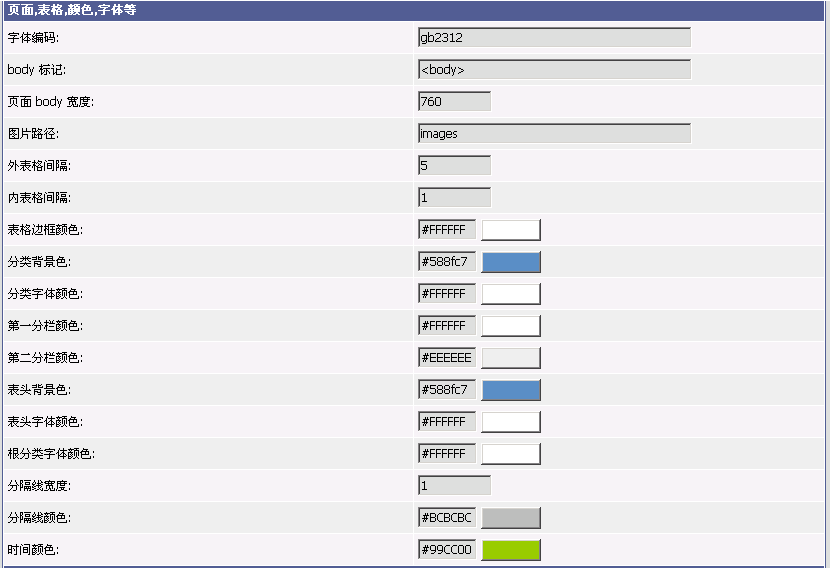 页面,表格,颜色,字体等
字体编码: gb2312
body 标记: <body>
页面 body 宽度: 760
图片路径: images
外表格间隔: 5
内表格间隔: 1
表格边框颜色: #FFFFFF
分类背景色: #588fc7
分类字体颜色: #FFFFFF
第一分栏颜色: #FFFFFF
第二分栏颜色: #EEEEEE
表头背景色: #588fc7
表头字体颜色: #FFFFFF
根分类字体颜色: #FFFFFF
分隔线宽度: 1
分隔线颜色: #BCBCBC
时间颜色: #99CC00